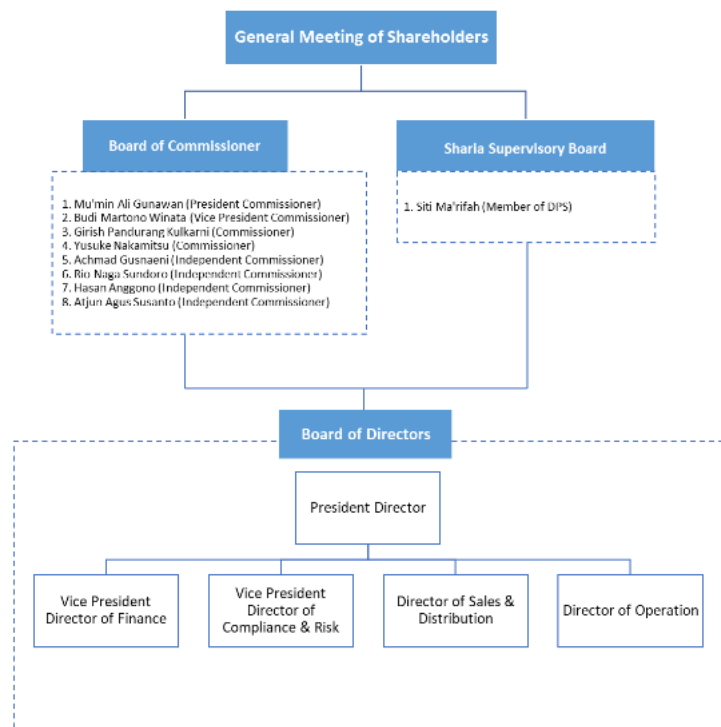 General Meeting of Shareholders
Board of Commissioner
Sharia Supervisory Board
1. Mu'min Ali Gunawan (President Commissioner)
2. Budi Martono Winata (Vice President Commissioner)
3. Girish Pandurang Kulkarni (Commissioner)
4. Yusuke Nakamitsu (Commissioner)
5. Achmad Gusnaeni (Independent Commissioner)
6. Rio Naga Sundoro (Independent Commissioner)
7. Hasan Anggono (Independent Commissioner)
8. Atjun Agus Susanto (Independent Commissioner)
1. Siti Ma'rifah (Member of DPS)
Board of Directors
President Director
Vice President
Director of Finance
Vice President
Director of
Compliance & Risk
Director of Sales &
Distribution
Director of Operation